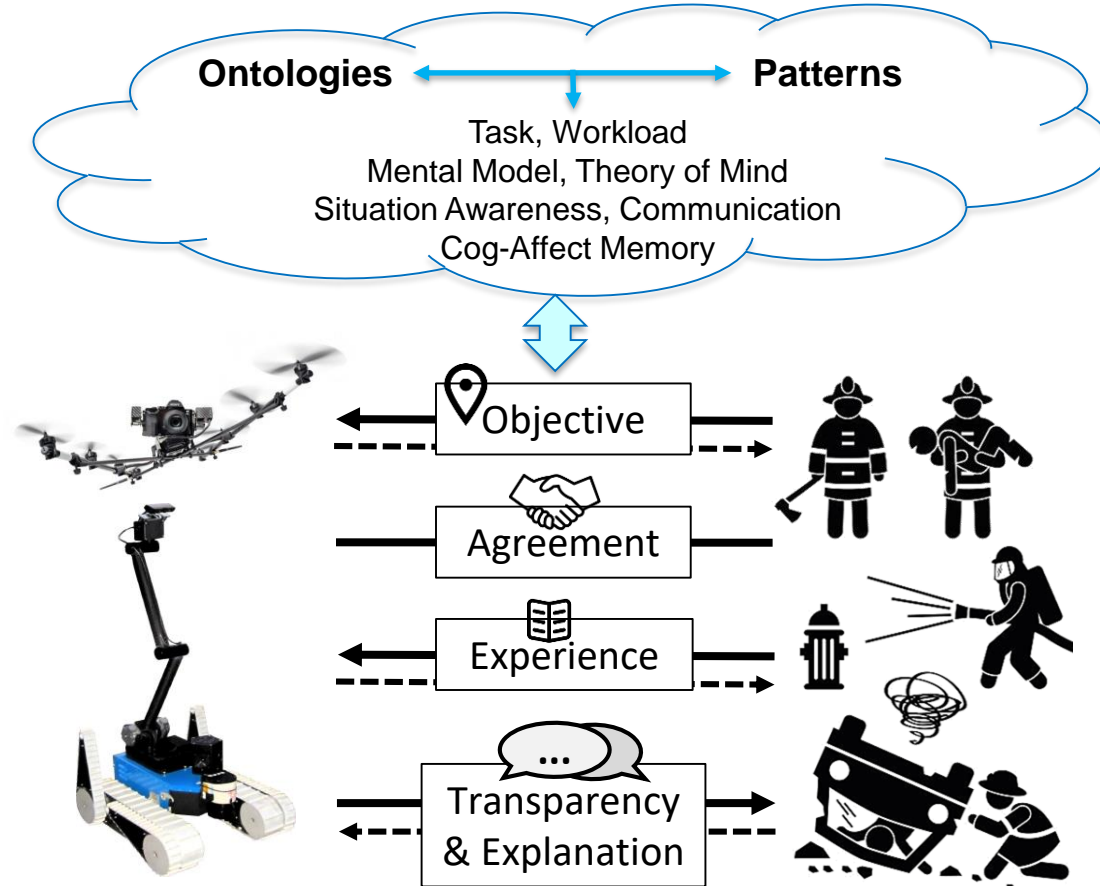 Ontologies Patterns
Task, Workload
Mental Model, Theory of Mind
Situation Awareness, Communication
Cog-Affect Memory
Objective
Agreement
Experience
...
Transparency
& Explanation